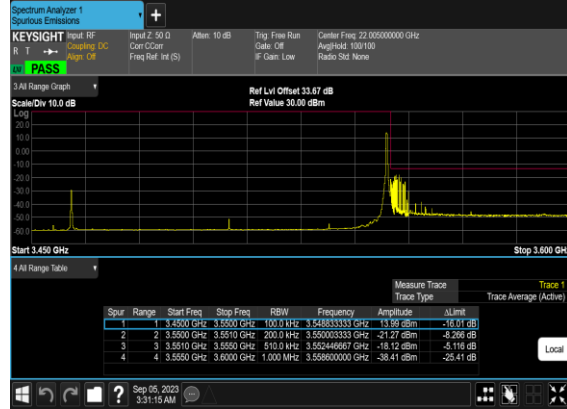 Spectrum Analyzer 1
Spurious Emissions
KEYSIGHT Input: RF Input Z: 50 Ω Atten: 10 dB Trig: Free Run Center Freq: 22.005000000 GHz
R T Coupling: DC Corr CCorr Gate: Off Avg|Hold: 100/100
Align: Off Freq Ref: Int (S) IF Gain: Low Radio Std: None
PASS
3 All Range Graph
Ref Lvl Offset 33.67 dB
Scale/Div 10.0 dB Ref Value 30.00 dBm
Log
20.0
10.0
0.00
-10.0
-20.0
-30.0
-40.0
-50.0
-60.0
Start 3.450 GHz Stop 3.600 GHz
4 All Range Table
Measure Trace Trace 1
Trace Type Trace Average (Active)
Spur Range Start Freq Stop Freq RBW Frequency Amplitude ΔLimit
1 1 3.4500 GHz 3.5500 GHz 100.0 kHz 3.548833333 GHz 13.99 dBm -16.01 dB
2 2 3.5500 GHz 3.5510 GHz 200.0 kHz 3.550003333 GHz -21.27 dBm -8.266 dB
3 3 3.5510 GHz 3.5550 GHz 510.0 kHz 3.552446667 GHz -18.12 dBm -5.116 dB
4 4 3.5550 GHz 3.6000 GHz 1.000 MHz 3.558600000 GHz -38.41 dBm -25.41 dB
Local
? Sep 05, 2023
3:31:15 AM